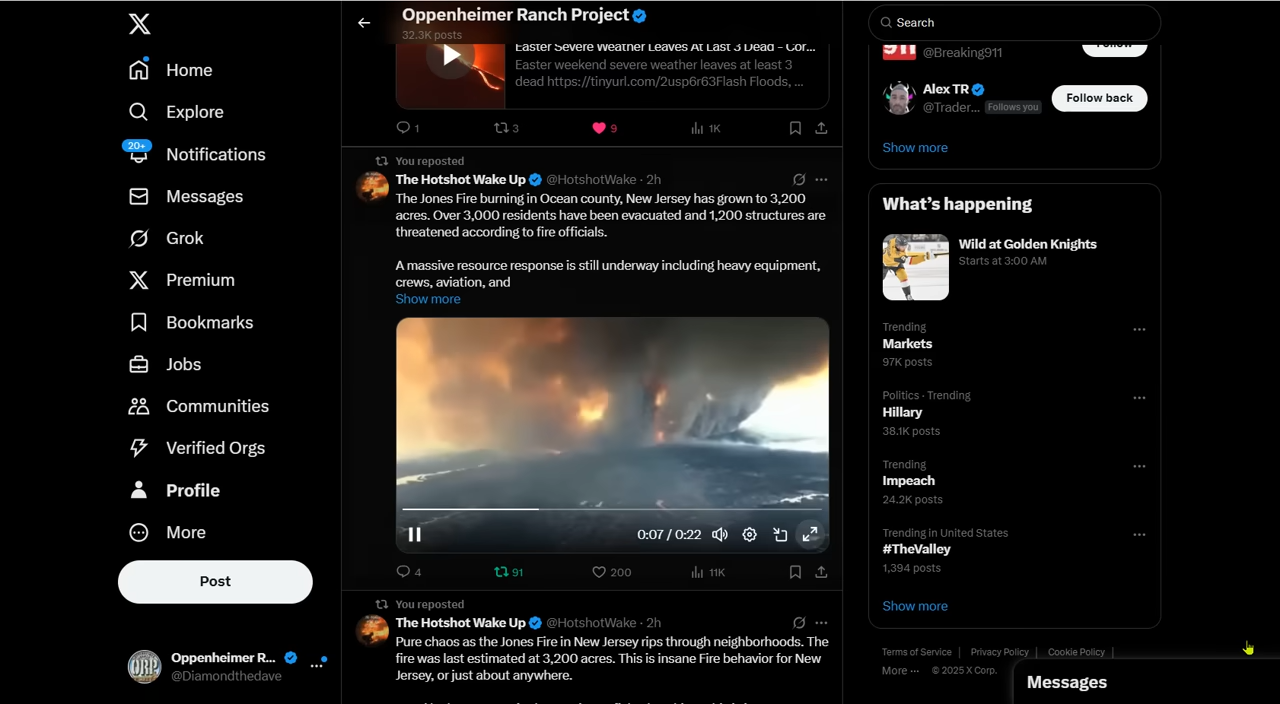 Home
Explore
20+
Notifications
Messages
Grok
Premium
Bookmarks
Jobs
Communities
Verified Orgs
Profile
More
Post
Oppenheimer R...
@Diamondthedave
Oppenheimer Ranch Project
32.3K posts
Easter Severe Weather Leaves At Last 3 Dead - Cor...
Easter weekend severe weather leaves at least 3
dead https://tinyurl.com/2usp6r63Flash Floods, ...
1 3 9 1K
You reposted
The Hotshot Wake Up @HotshotWake · 2h
The Jones Fire burning in Ocean county, New Jersey has grown to 3,200
acres. Over 3,000 residents have been evacuated and 1,200 structures are
threatened according to fire officials.
A massive resource response is still underway including heavy equipment,
crews, aviation, and
Show more
0:07 / 0:22
4 91 200 11K
You reposted
The Hotshot Wake Up @HotshotWake · 2h
Pure chaos as the Jones Fire in New Jersey rips through neighborhoods. The
fire was last estimated at 3,200 acres. This is insane Fire behavior for New
Jersey, or just about anywhere.
Search
911
@Breaking911
Follow
Alex TR
@Trader... Follows you
Follow back
Show more
What's happening
Wild at Golden Knights
Starts at 3:00 AM
Trending
Markets
97K posts
Politics · Trending
Hillary
38.1K posts
Trending
Impeach
24.2K posts
Trending in United States
#TheValley
1,394 posts
Show more
Terms of Service | Privacy Policy | Cookie Policy |
More ··· © 2025 X Corp.
Messages